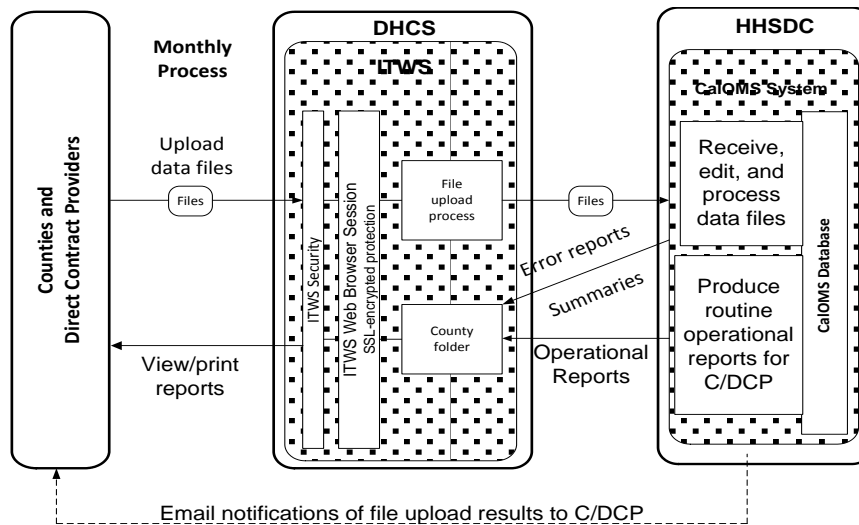 Counties and
Direct Contract Providers
Monthly
Process
Upload
data files
Files
View/print
reports
DHCS
ITWS
ITWS Security
ITWS Web Browser Session
SSL-encrypted protection
File
upload
process
County
folder
Files
Error reports
Summaries
Operational
Reports
HHSDC
CalOMS System
Receive,
edit, and
process
data files
Produce
routine
operational
reports for
C/DCP
CalOMS Database
Email notifications of file upload results to C/DCP